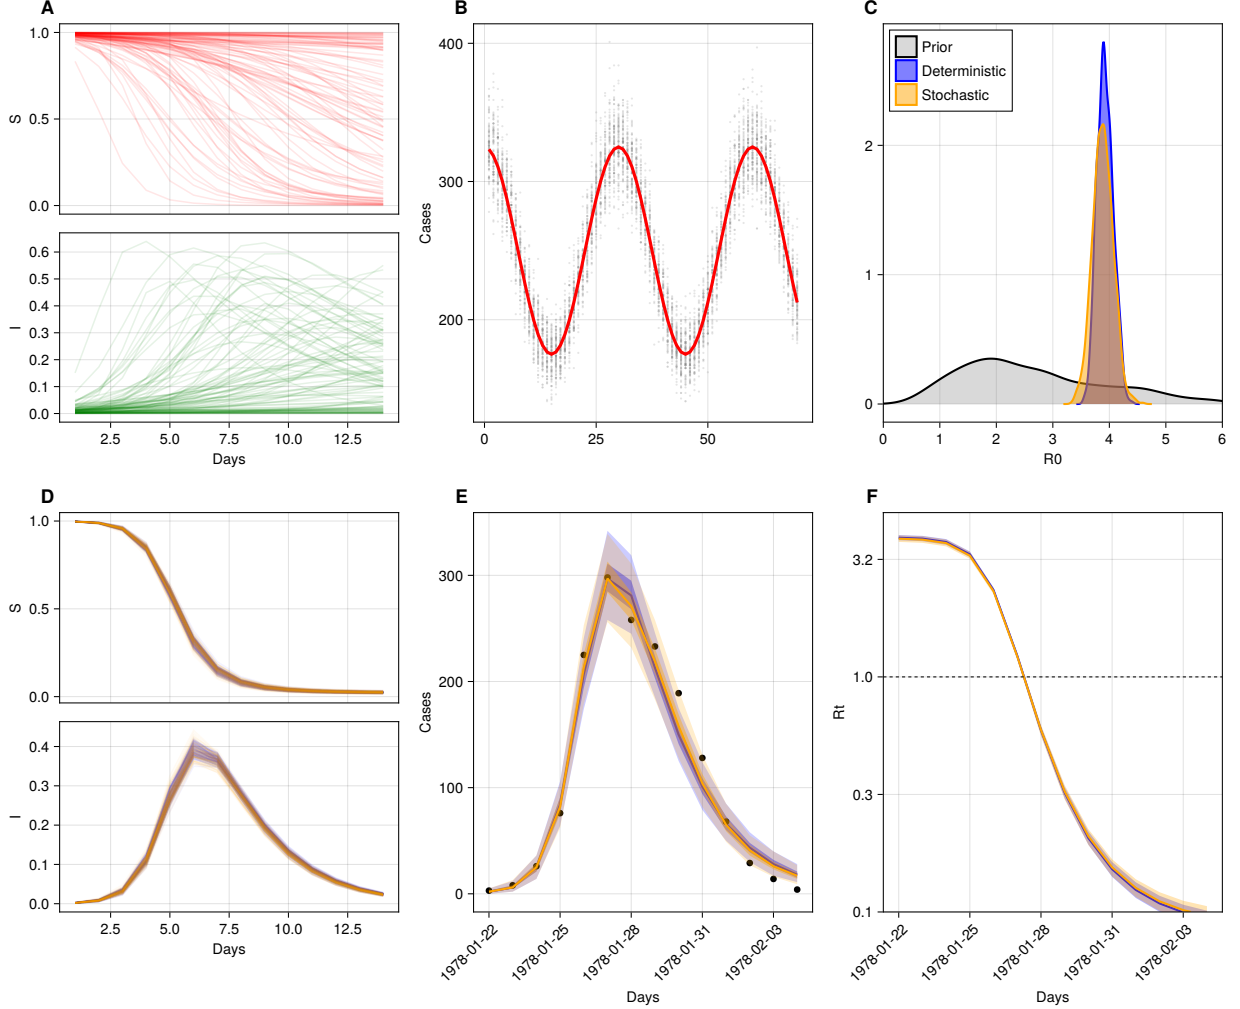 A
S
1.0
0.5
0.0
I
0.6
0.5
0.4
0.3
0.2
0.1
0.0
2.5 5.0 7.5 10.0 12.5
Days
B
Cases
400
300
200
0 25 50
C
Prior
Deterministic
Stochastic
2
1
0
0 1 2 3 4 5 6
R0
D
S
1.0
0.5
0.0
I
0.4
0.3
0.2
0.1
0.0
2.5 5.0 7.5 10.0 12.5
Days
E
Cases
300
200
100
0
1978-01-22 1978-01-25 1978-01-28 1978-01-31 1978-02-03
Days
F
Rt
3.2
1.0
0.3
0.1
1978-01-22 1978-01-25 1978-01-28 1978-01-31 1978-02-03
Days